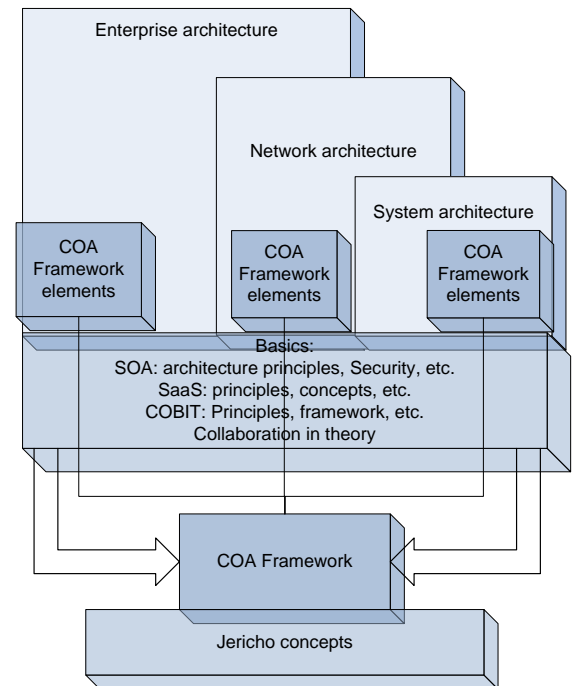 Enterprise architecture
Network architecture
System architecture
COA
Framework
elements
COA
Framework
elements
COA
Framework
elements
Basics:
SOA: architecture principles, Security, etc.
SaaS: principles, concepts, etc.
COBIT: Principles, framework, etc.
Collaboration in theory
COA Framework
Jericho concepts